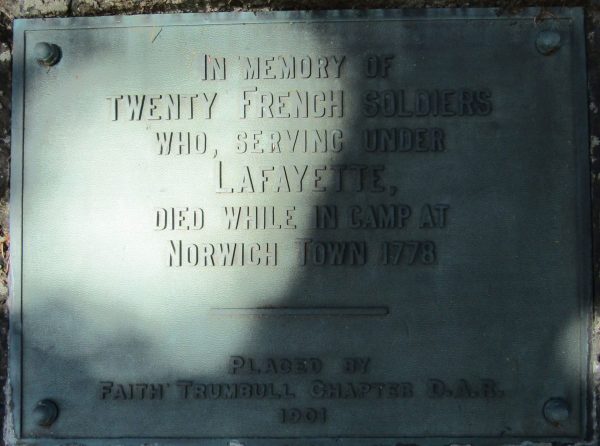 IN MEMORY OF
TWENTY FRENCH SOLDIERS
WHO, SERVING UNDER
LAFAYETTE,
DIED WHILE IN CAMP AT
NORWICH TOWN 1778
PLACED BY
FAITH TRUMBULL CHAPTER D.A.R.
1901